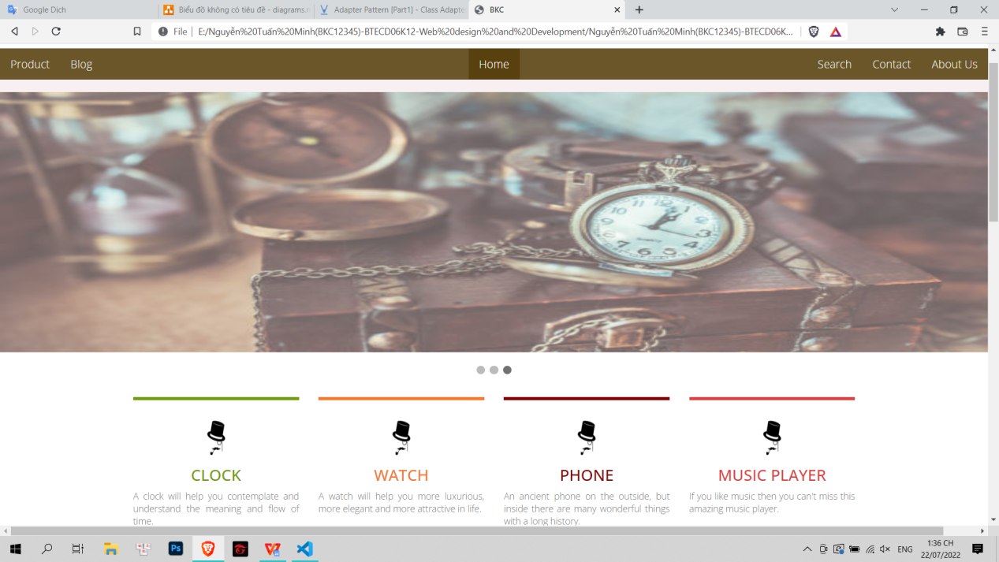 Google Dịch
Biểu đồ không có tiêu đề - diagrams.n
Adapter Pattern [Part1] - Class Adapte
BKC
File
E:/Nguyễn%20Tuấn%20Minh(BKC12345)-BTECD06K12-Web%20design%20and%20Development/Nguyễn%20Tuấn%20Minh(BKC12345)-BTECD06K...
Product
Blog
Home
Search
Contact
About Us
CLOCK
A clock will help you contemplate and
understand the meaning and flow of
time.
WATCH
A watch will help you more luxurious,
more elegant and more attractive in life.
PHONE
An ancient phone on the outside, but
inside there are many wonderful things
with a long history.
MUSIC PLAYER
If you like music then you can't miss this
amazing music player.
Ps
ENG
1:36 CH
22/07/2022